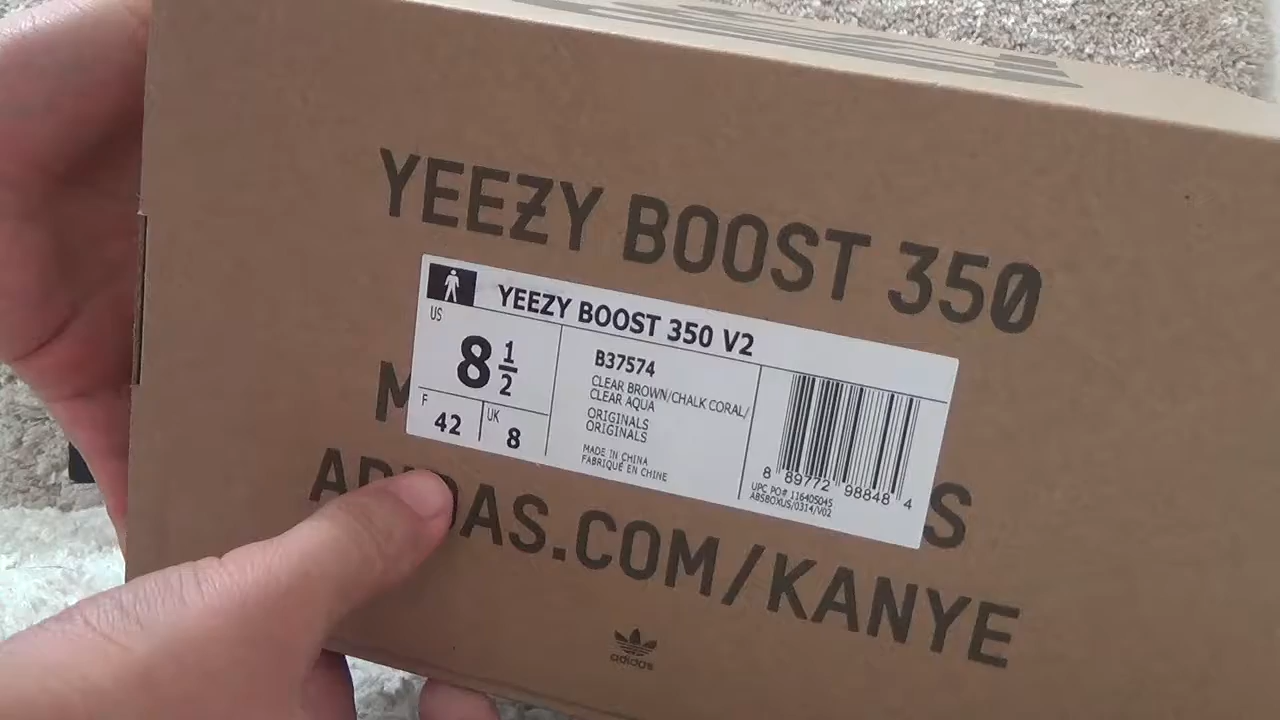 YEEZY BOOST 350
YEEZY BOOST 350 V2
US
8 1/2
F
42
UK
8
B37574
CLEAR BROWN/CHALK CORAL/
CLEAR AQUA
ORIGINALS
ORIGINALS
MADE IN CHINA
FABRIQUÉ EN CHINE
8 89772 98848 4
UPC PO# 116405045
ABSBOXUS/0314/V02
M
S
ADIDAS.COM/KANYE
adidas